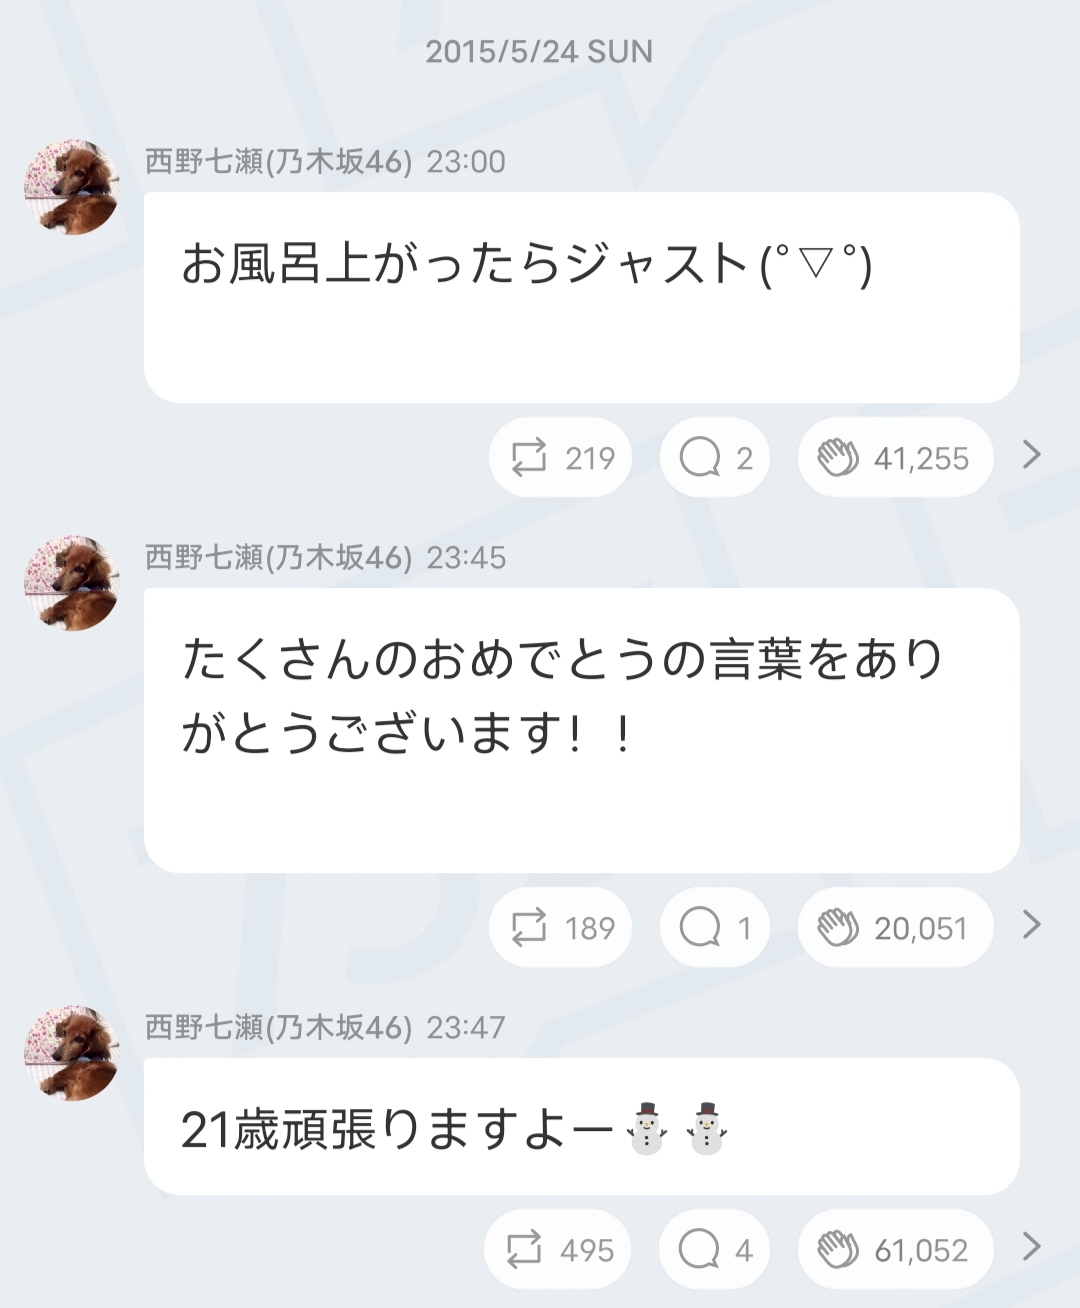 2015/5/24 SUN
西野七瀬(乃木坂46) 23:00
お風呂上がったらジャスト(ﾟ▽ﾟ)
219 2 41,255
西野七瀬(乃木坂46) 23:45
たくさんのおめでとうの言葉をあり
がとうございます！！
189 1 20,051
西野七瀬(乃木坂46) 23:47
21歳頑張りますよー⛄⛄
495 4 61,052